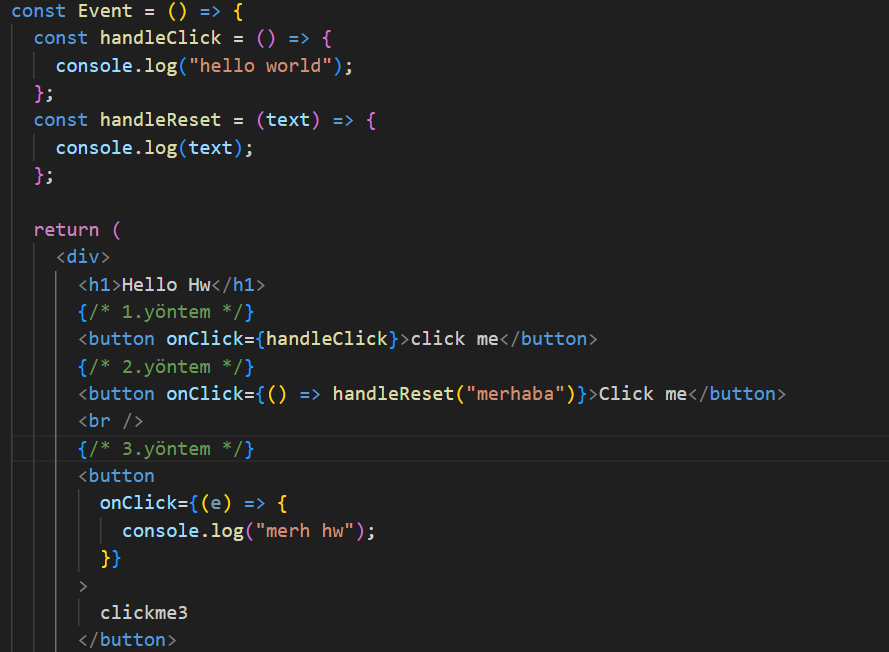 const Event = () => {
const handleClick = () => {
console.log("hello world");
};
const handleReset = (text) => {
console.log(text);
};
return (
<div>
<h1>Hello Hw</h1>
{/* 1.yöntem */}
<button onClick={handleClick}>click me</button>
{/* 2.yöntem */}
<button onClick={() => handleReset("merhaba")}>Click me</button>
<br />
{/* 3.yöntem */}
<button
onClick={(e) => {
console.log("merh hw");
}}
>
clickme3
</button>